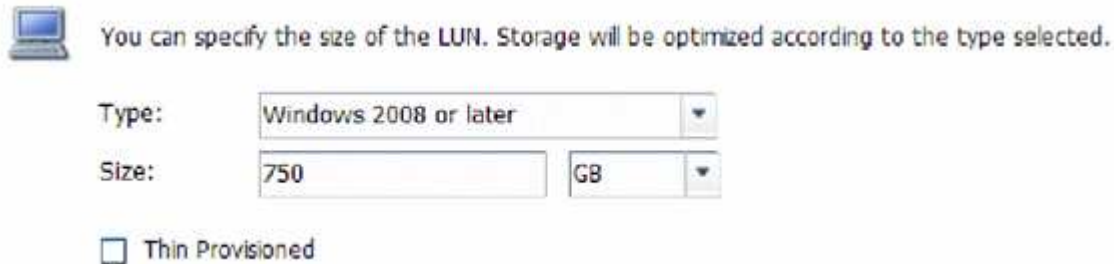 You can specify the size of the LUN. Storage will be optimized according to the type selected.
Type: Windows 2008 or later
Size: 750 GB
Thin Provisioned